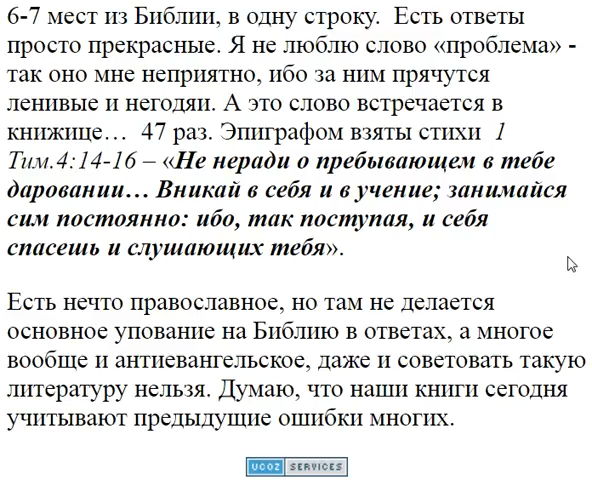 6-7 мест из Библии, в одну строку.  Есть ответы
просто прекрасные. Я не люблю слово «проблема» -
так оно мне неприятно, ибо за ним прячутся
ленивые и негодяи. А это слово встречается в
книжице…  47 раз. Эпиграфом взяты стихи  1
Тим.4:14-16 – «Не неради о пребывающем в тебе
даровании… Вникай в себя и в учение; занимайся
сим постоянно: ибо, так поступая, и себя
спасешь и слушающих тебя».
Есть нечто православное, но там не делается
основное упование на Библию в ответах, а многое
вообще и антиевангельское, даже и советовать такую
литературу нельзя. Думаю, что наши книги сегодня
учитывают предыдущие ошибки многих.
UCOZ SERVICES